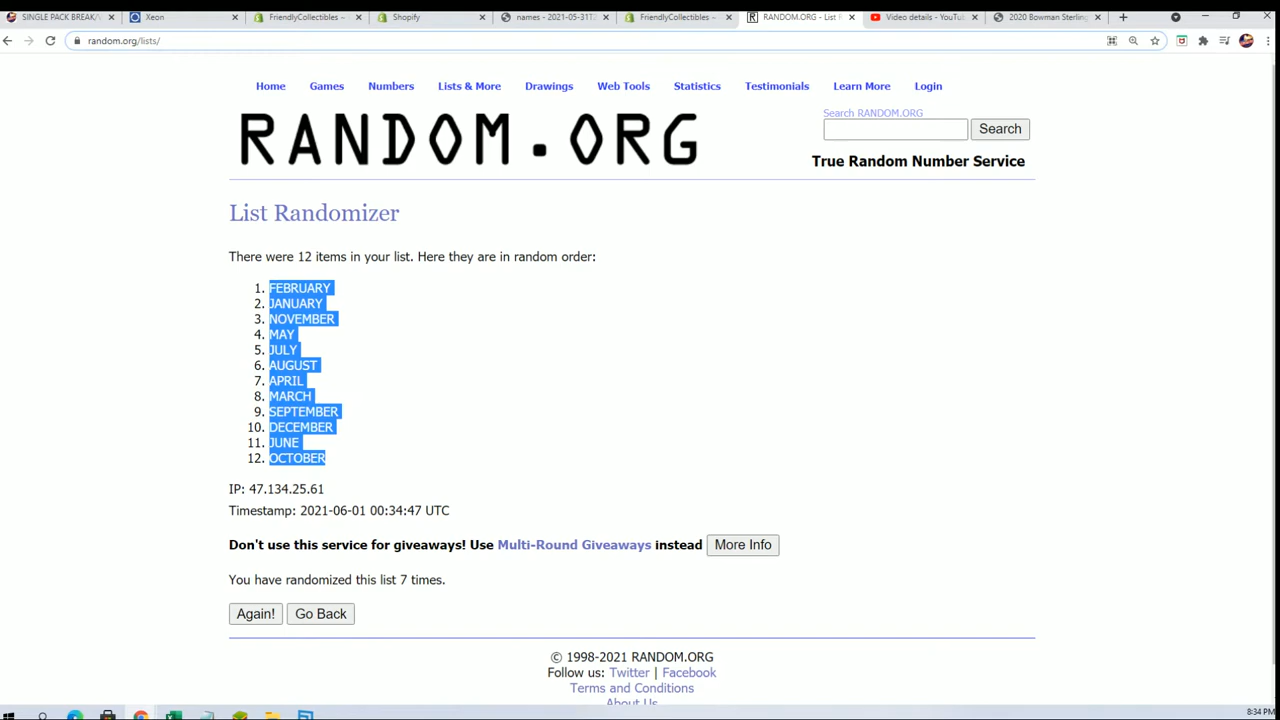 SINGLE PACK BREAK/
Xeon
FriendlyCollectibles –
Shopify
names - 2021-05-31T
FriendlyCollectibles –
RANDOM.ORG - List
Video details - YouTu
2020 Bowman Sterling
random.org/lists/
Home Games Numbers Lists & More Drawings Web Tools Statistics Testimonials Learn More Login
RANDOM.ORG
Search RANDOM.ORG
Search
True Random Number Service
List Randomizer
There were 12 items in your list. Here they are in random order:
1. FEBRUARY
2. JANUARY
3. NOVEMBER
4. MAY
5. JULY
6. AUGUST
7. APRIL
8. MARCH
9. SEPTEMBER
10. DECEMBER
11. JUNE
12. OCTOBER
IP: 47.134.25.61
Timestamp: 2021-06-01 00:34:47 UTC
Don't use this service for giveaways! Use Multi-Round Giveaways instead More Info
You have randomized this list 7 times.
Again! Go Back
© 1998-2021 RANDOM.ORG
Follow us: Twitter | Facebook
Terms and Conditions
About Us
8:34 PM